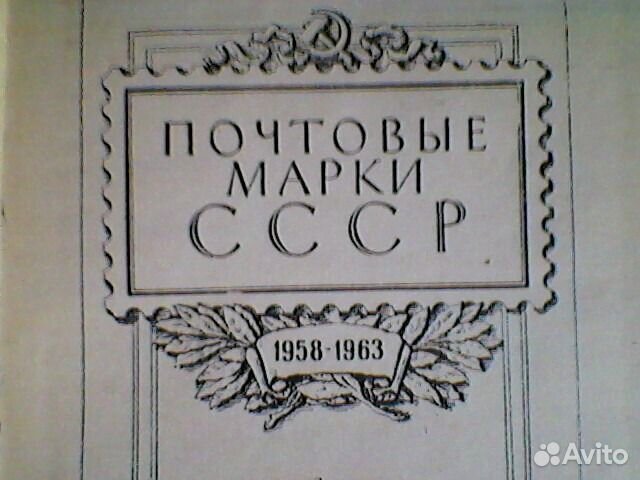 ПОЧТОВЫЕ
МАРКИ
СССР
1958-1963
Avito